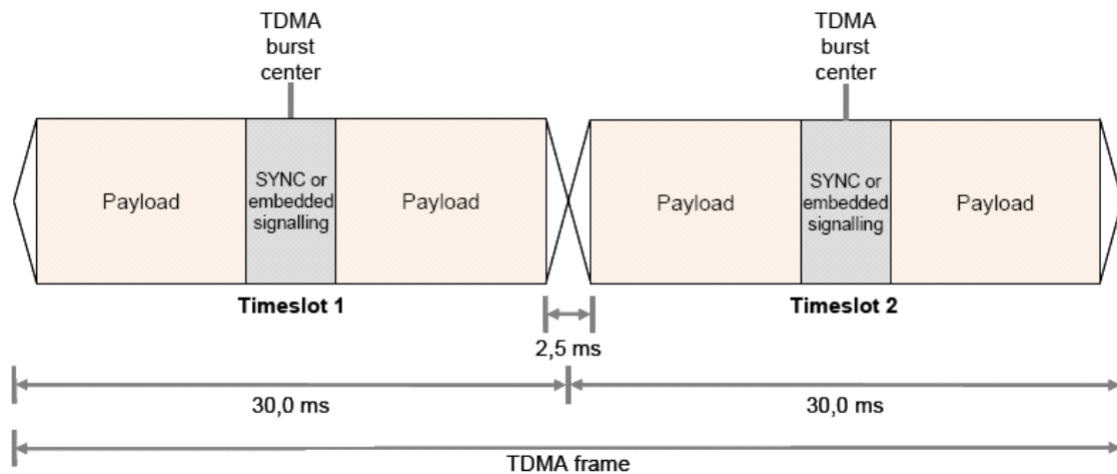 TDMA
burst
center
TDMA
burst
center
Payload
SYNC or
embedded
signalling
Payload
Payload
SYNC or
embedded
signalling
Payload
Timeslot 1
Timeslot 2
2,5 ms
30,0 ms
30,0 ms
TDMA frame